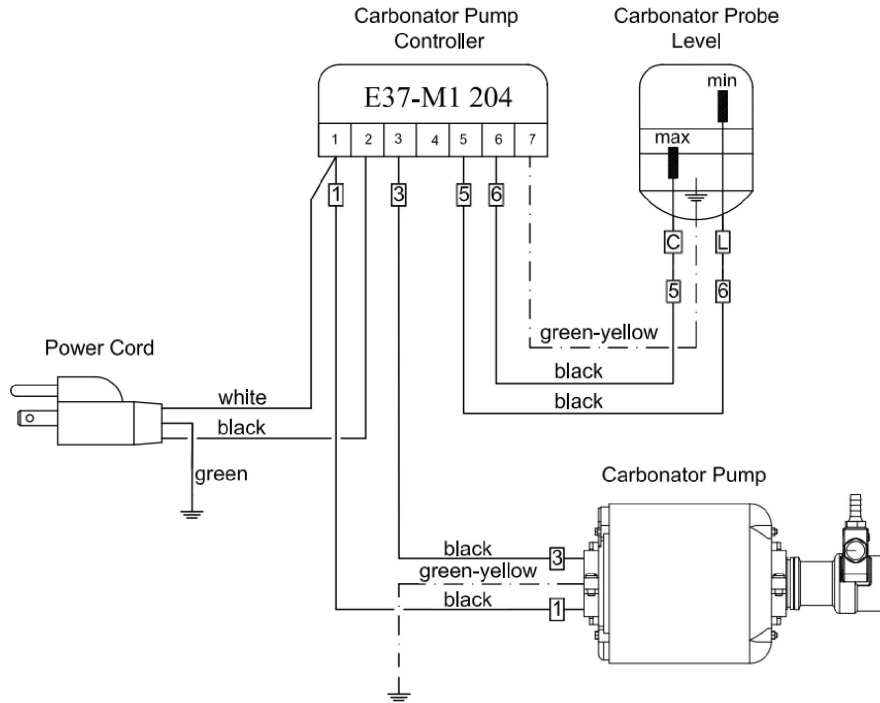 Carbonator Pump
Controller
Carbonator Probe
Level
E37-M1 204
1 2 3 4 5 6 7
min
max
1 3 5 6
C L
5 6
green-yellow
black
black
Power Cord
white
black
green
Carbonator Pump
black 3
green-yellow
black 1